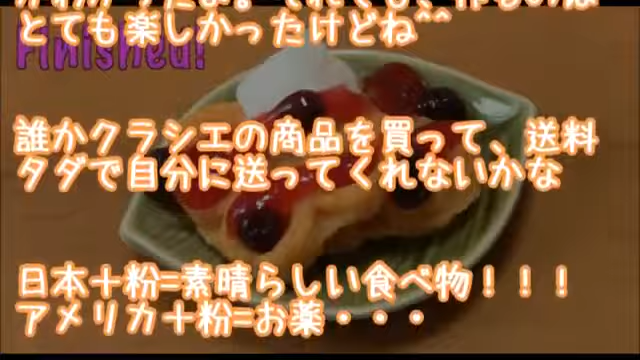 とても楽しかったけどね^^
Finished!
誰かクラシエの商品を買って、送料
タダで自分に送ってくれないかな
日本＋粉=素晴らしい食べ物！！！
アメリカ＋粉=お薬・・・